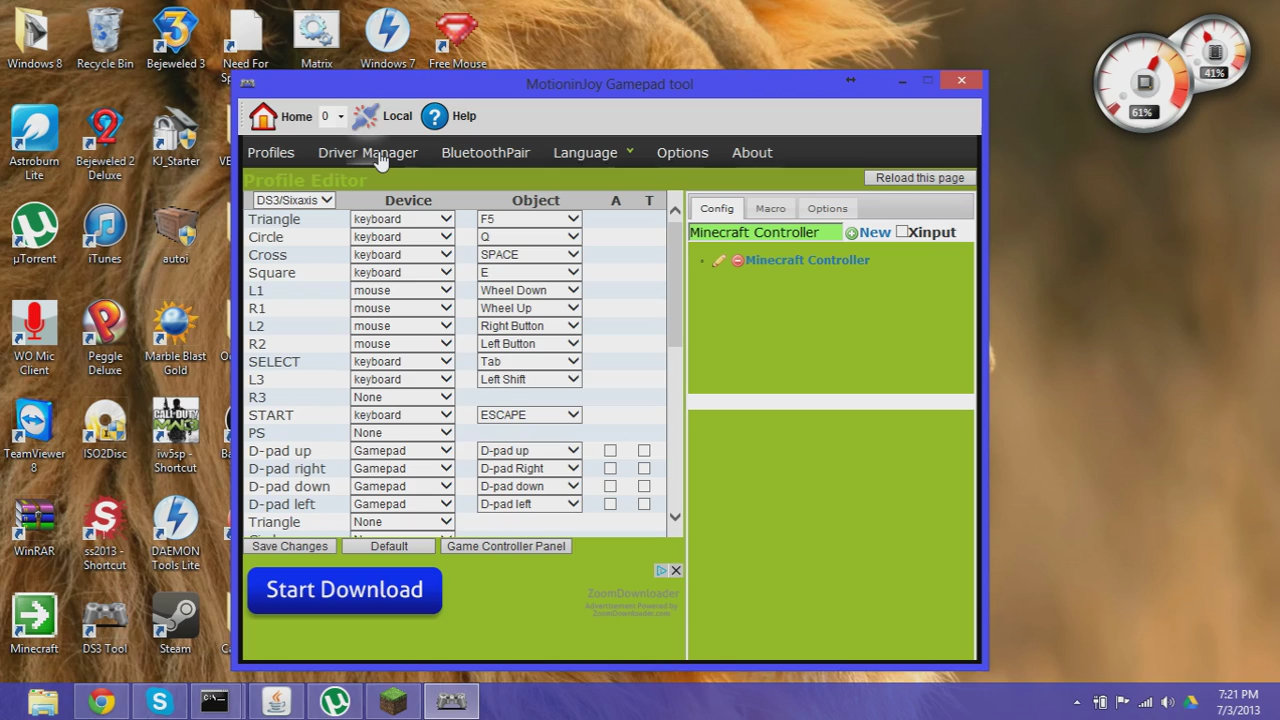 Windows 8
Recycle Bin
Bejeweled 3
Need For
Matrix
Windows 7
Free Mouse
41%
61%
MotioninJoy Gamepad tool
Home
0
Local
? Help
Profiles
Driver Manager
BluetoothPair
Language
Options
About
Profile Editor
Reload this page
DS3/Sixaxis
Device
Object
A
T
Triangle keyboard F5
Circle keyboard Q
Cross keyboard SPACE
Square keyboard E
L1 mouse Wheel Down
R1 mouse Wheel Up
L2 mouse Right Button
R2 mouse Left Button
SELECT keyboard Tab
L3 keyboard Left Shift
R3 None
START keyboard ESCAPE
PS None
D-pad up Gamepad D-pad up
D-pad right Gamepad D-pad Right
D-pad down Gamepad D-pad down
D-pad left Gamepad D-pad left
Triangle None
Config
Macro
Options
Minecraft Controller
New
Xinput
Minecraft Controller
Save Changes
Default
Game Controller Panel
Start Download
ZoomDownloader
Advertisement Powered by
ZoomDownloader.com
Astroburn
Lite
Bejeweled 2
Deluxe
KJ_Starter
µTorrent
iTunes
autoi
WO Mic
Client
Peggle
Deluxe
Marble Blast
Gold
TeamViewer
8
ISO2Disc
iw5sp -
Shortcut
WinRAR
ss2013 -
Shortcut
DAEMON
Tools Lite
Minecraft
DS3 Tool
Steam
7:21 PM
7/3/2013